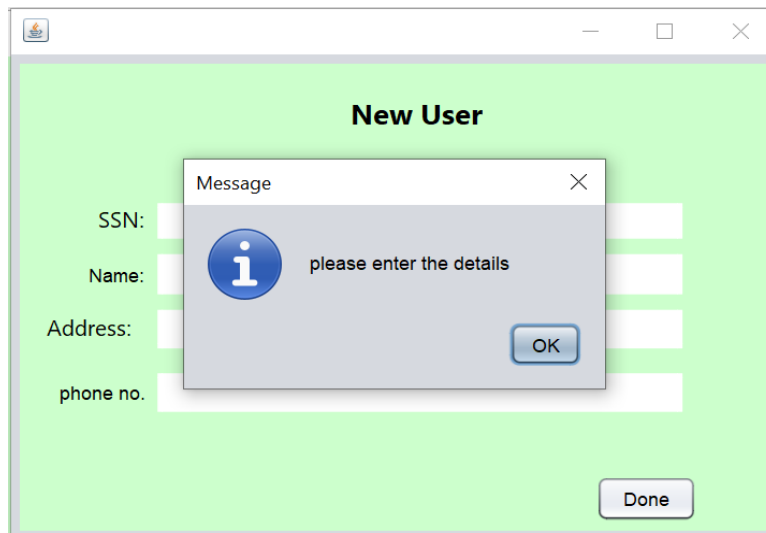 New User
Message
SSN:
please enter the details
Name:
Address:
OK
phone no.
Done